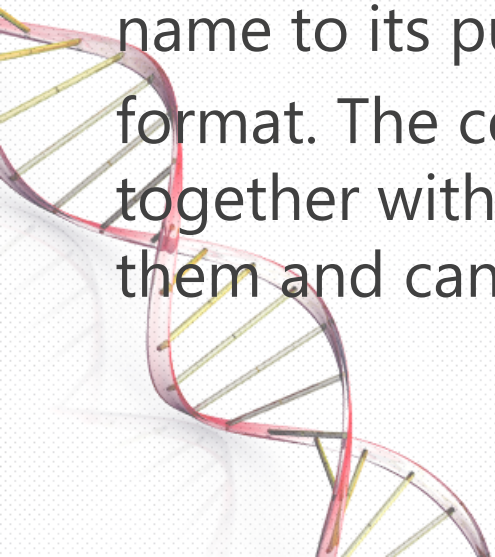 name to its pu
format. The co
together with
them and can